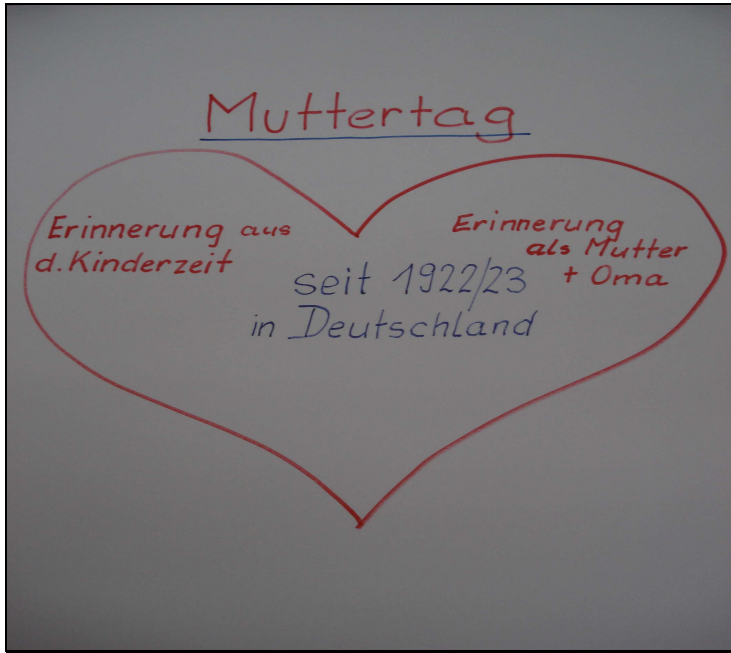 Muttertag
Erinnerung aus
d. Kinderzeit
Erinnerung
als Mutter
+ Oma
seit 1922/23
in Deutschland